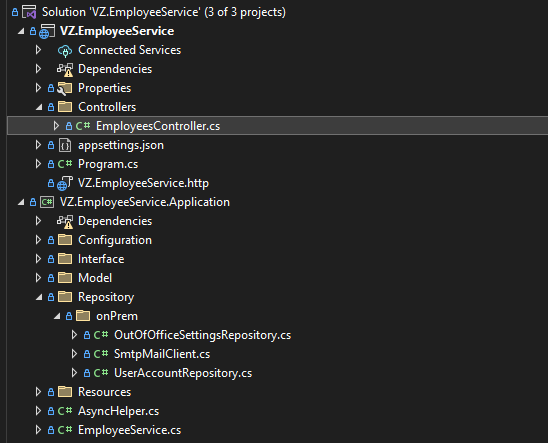 Solution 'VZ.EmployeeService' (3 of 3 projects)
VZ.EmployeeService
Connected Services
Dependencies
Properties
Controllers
C# EmployeesController.cs
appsettings.json
C# Program.cs
VZ.EmployeeService.http
C# VZ.EmployeeService.Application
Dependencies
Configuration
Interface
Model
Repository
onPrem
C# OutOfOfficeSettingsRepository.cs
C# SmtpMailClient.cs
C# UserAccountRepository.cs
Resources
C# AsyncHelper.cs
C# EmployeeService.cs